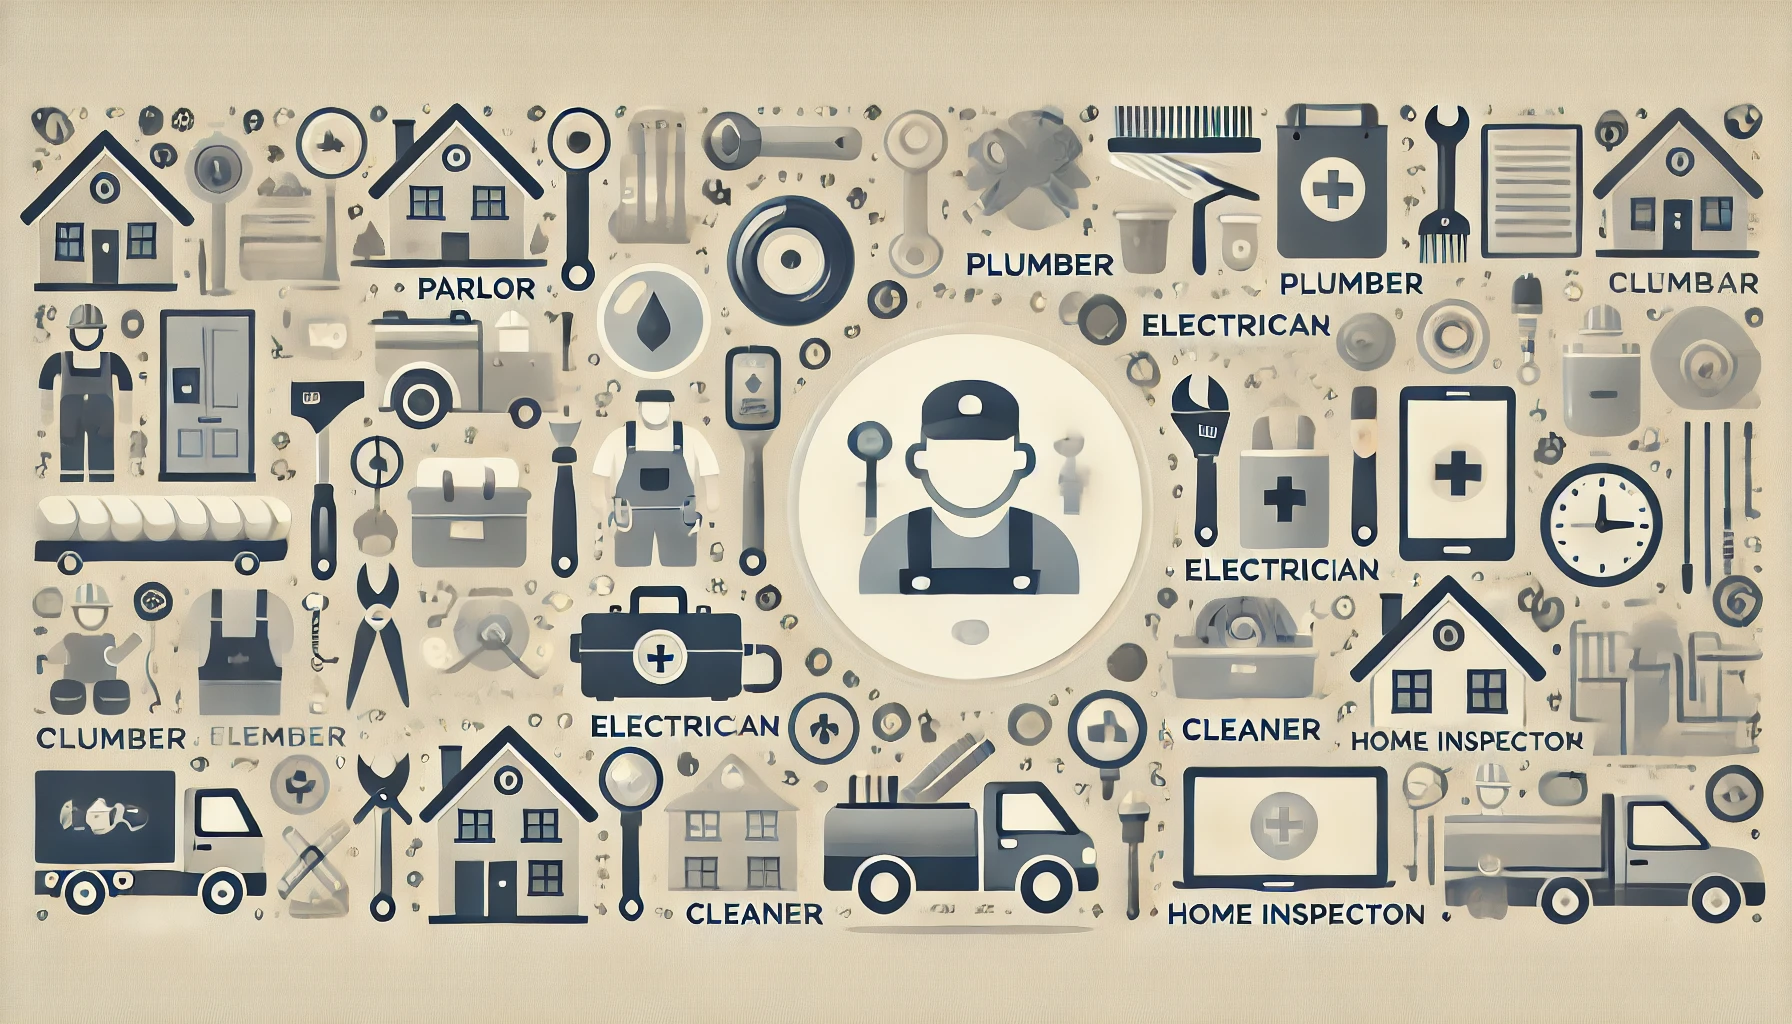 PLUMBER
PARLOR
PLUMBER
CLUMBAR
ELECTRICAN
ELECTRICIAN
CLUMBER
ELEMBER
ELECTRICAN
CLEANER
HOME INSPECTOR
CLEANER
HOME INSPECTON